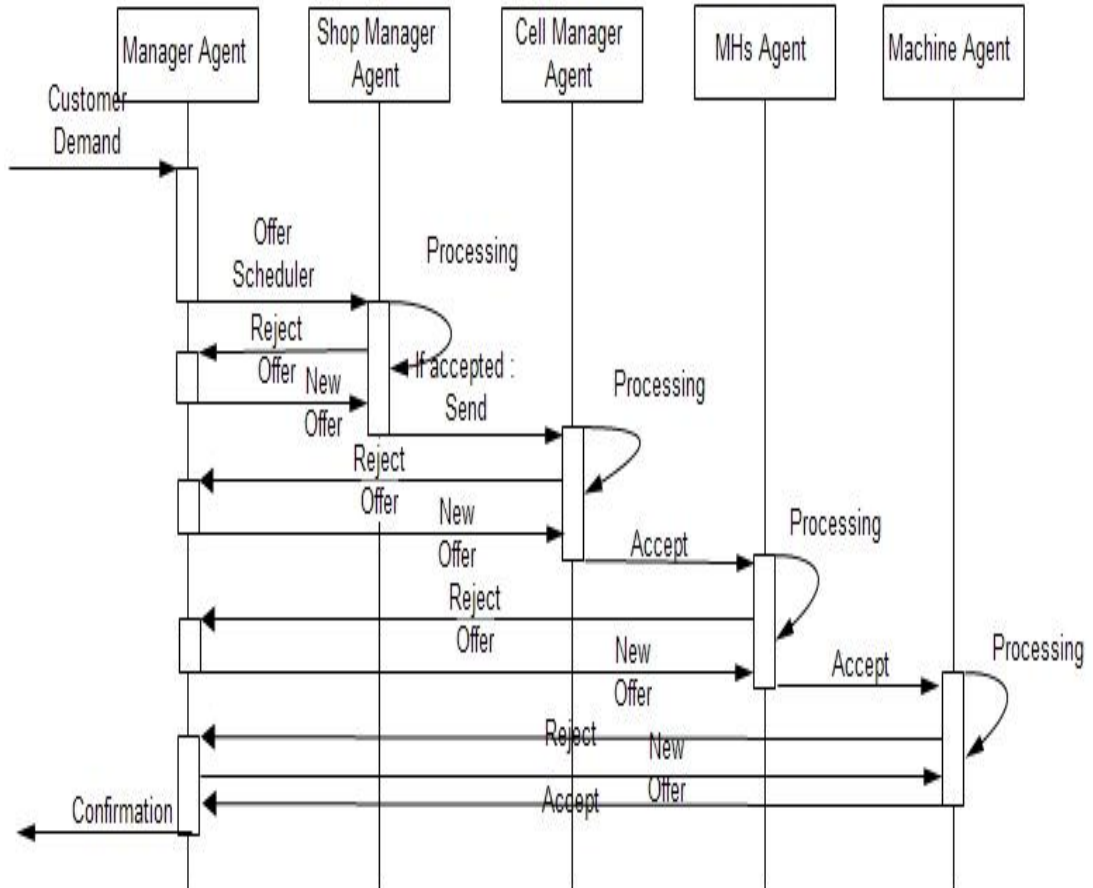 Manager Agent
Shop Manager
Agent
Cell Manager
Agent
MHs Agent
Machine Agent
Customer
Demand
Offer
Scheduler
Processing
Reject
Offer
New
Offer
If accepted :
Send
Processing
Reject
Offer
New
Offer
Accept
Processing
Reject
Offer
New
Offer
Accept
Processing
Reject
New
Offer
Accept
Confirmation